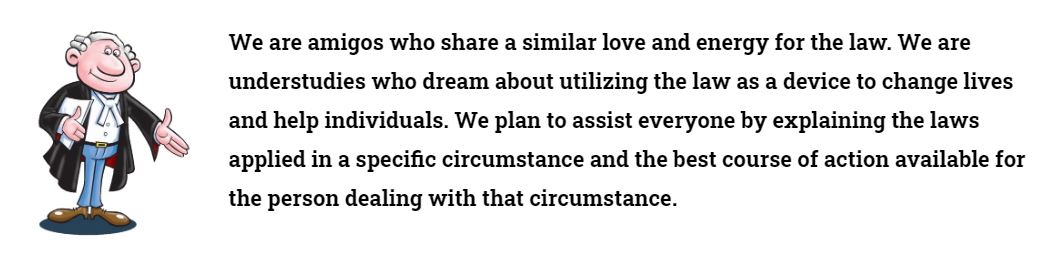 We are amigos who share a similar love and energy for the law. We are
understudies who dream about utilizing the law as a device to change lives
and help individuals. We plan to assist everyone by explaining the laws
applied in a specific circumstance and the best course of action available for
the person dealing with that circumstance.